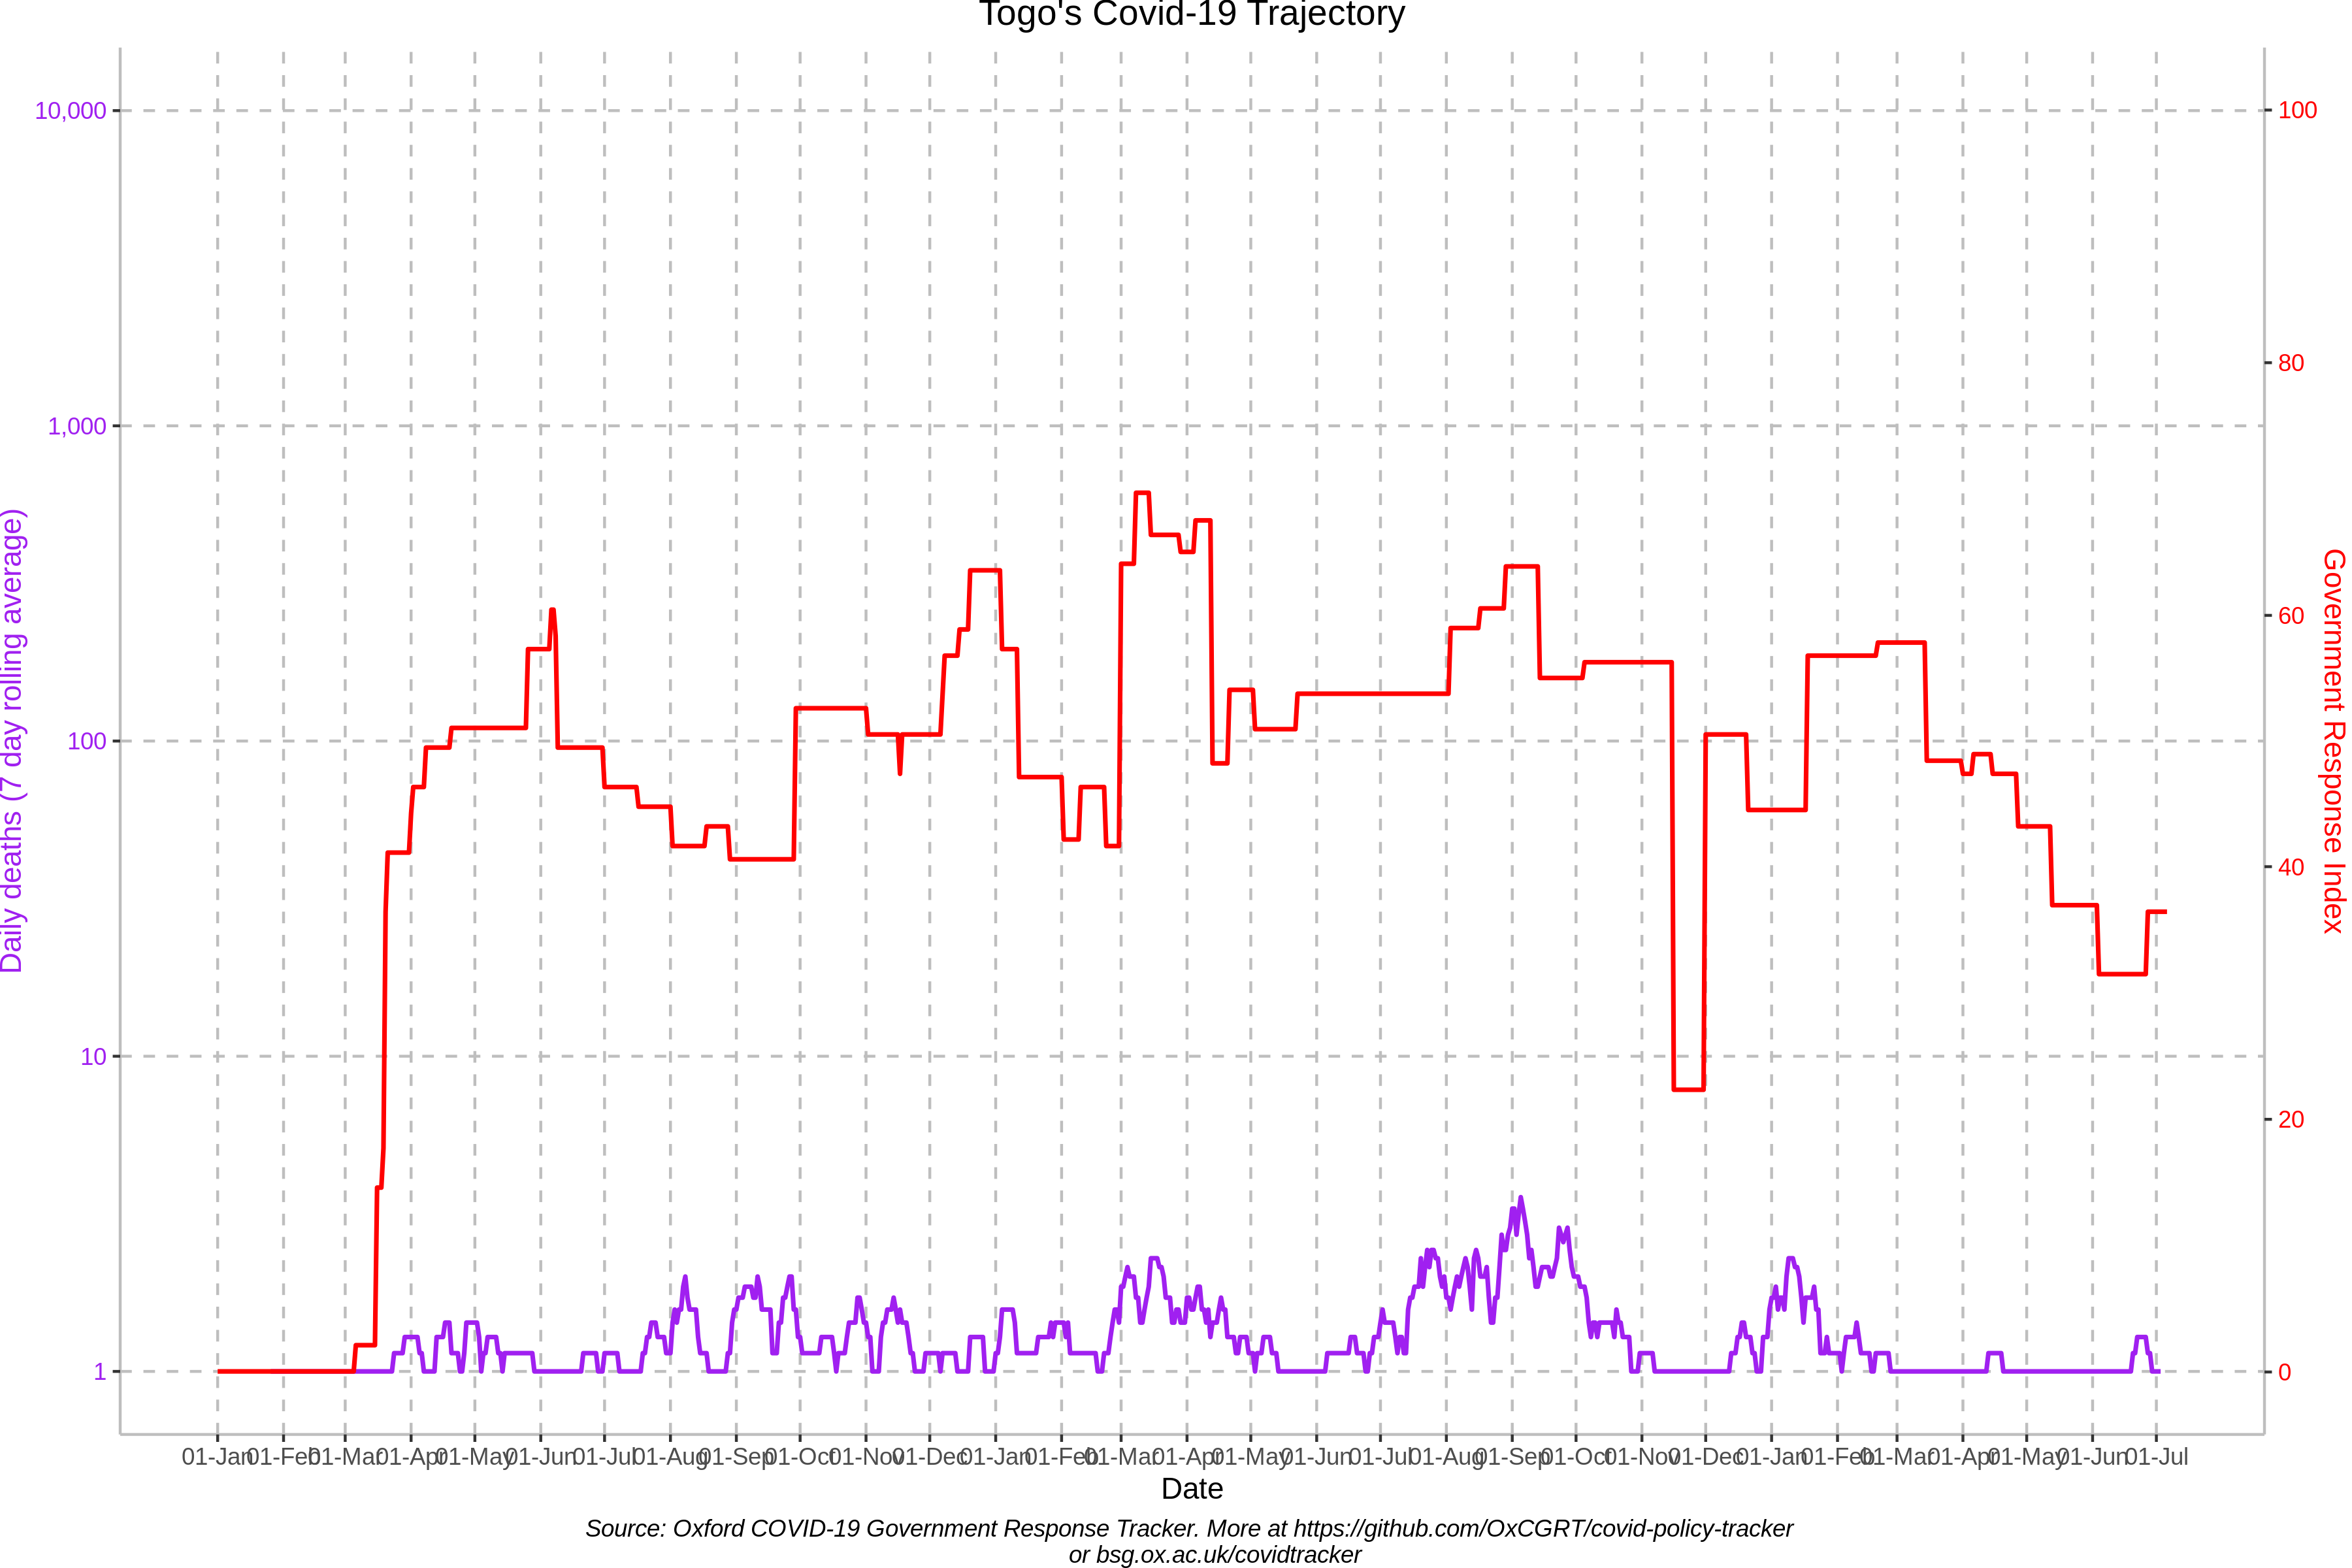 Togo's Covid-19 Trajectory
10,000
1,000
100
10
1
Daily deaths (7 day rolling average)
100
80
60
40
20
0
Government Response Index
01-Jan 01-Feb 01-Mar 01-Apr 01-May 01-Jun 01-Jul 01-Aug 01-Sep 01-Oct 01-Nov 01-Dec 01-Jan 01-Feb 01-Mar 01-Apr 01-May 01-Jun 01-Jul 01-Aug 01-Sep 01-Oct 01-Nov 01-Dec 01-Jan 01-Feb 01-Mar 01-Apr 01-May 01-Jun 01-Jul
Date
Source: Oxford COVID-19 Government Response Tracker. More at https://github.com/OxCGRT/covid-policy-tracker
or bsg.ox.ac.uk/covidtracker